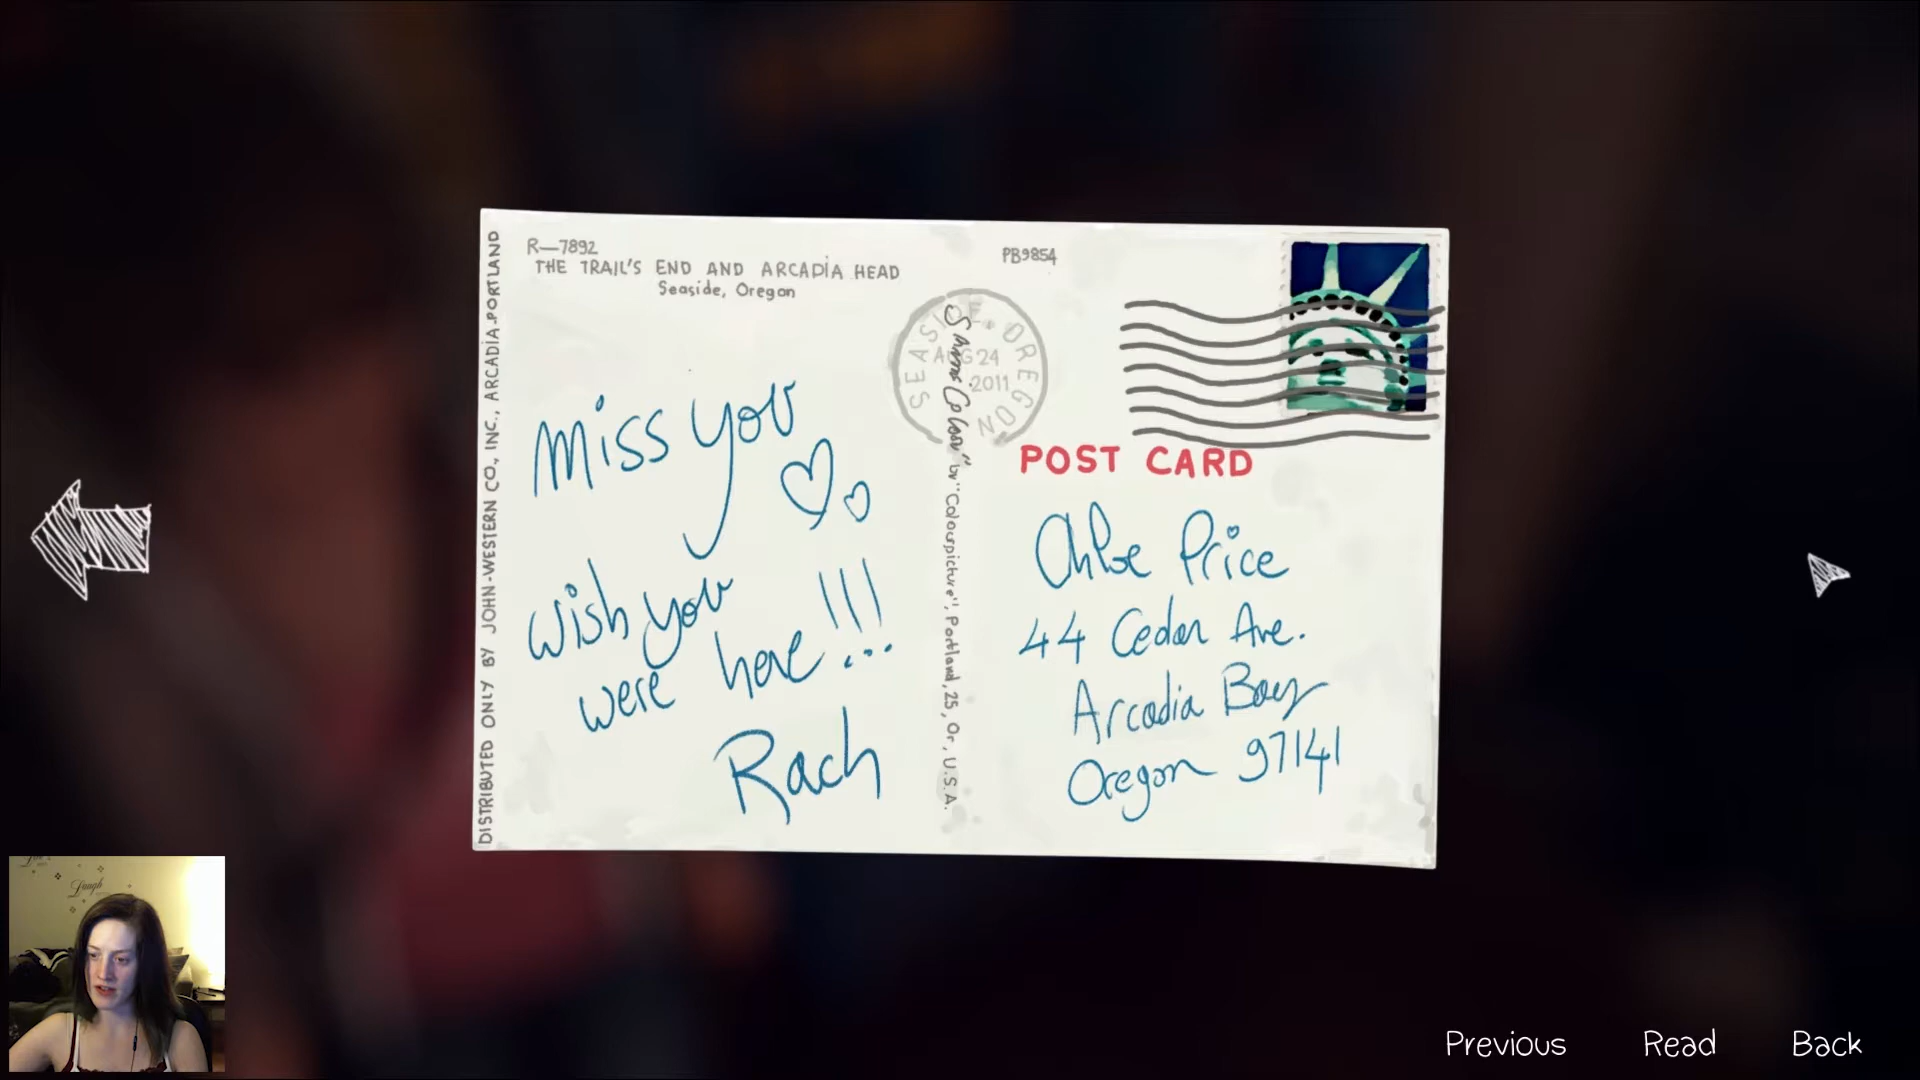 R—7892
THE TRAIL'S END AND ARCADIA HEAD
Seaside, Oregon
PB9854
DISTRIBUTED ONLY BY JOHN-WESTERN CO., INC., ARCADIA-PORTLAND
SEASIDE. OREGON
AUG 24
2011
by "Colourpicture", Portland, 25, Or, U.S.A.
Miss you
wish you
were here!!!
Rach
POST CARD
Chloe Price
44 Cedar Ave.
Arcadia Bay
Oregon 97141
Laugh
Previous
Read
Back